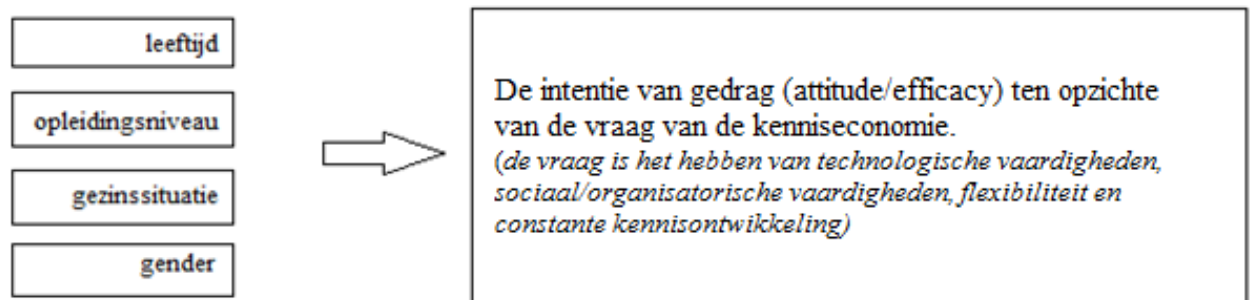 leeftijd
opleidingsniveau
gezinssituatie
gender
De intentie van gedrag (attitude/efficacy) ten opzichte
van de vraag van de kenniseconomie.
(de vraag is het hebben van technologische vaardigheden,
sociaal/organisatorische vaardigheden, flexibiliteit en
constante kennisontwikkeling)